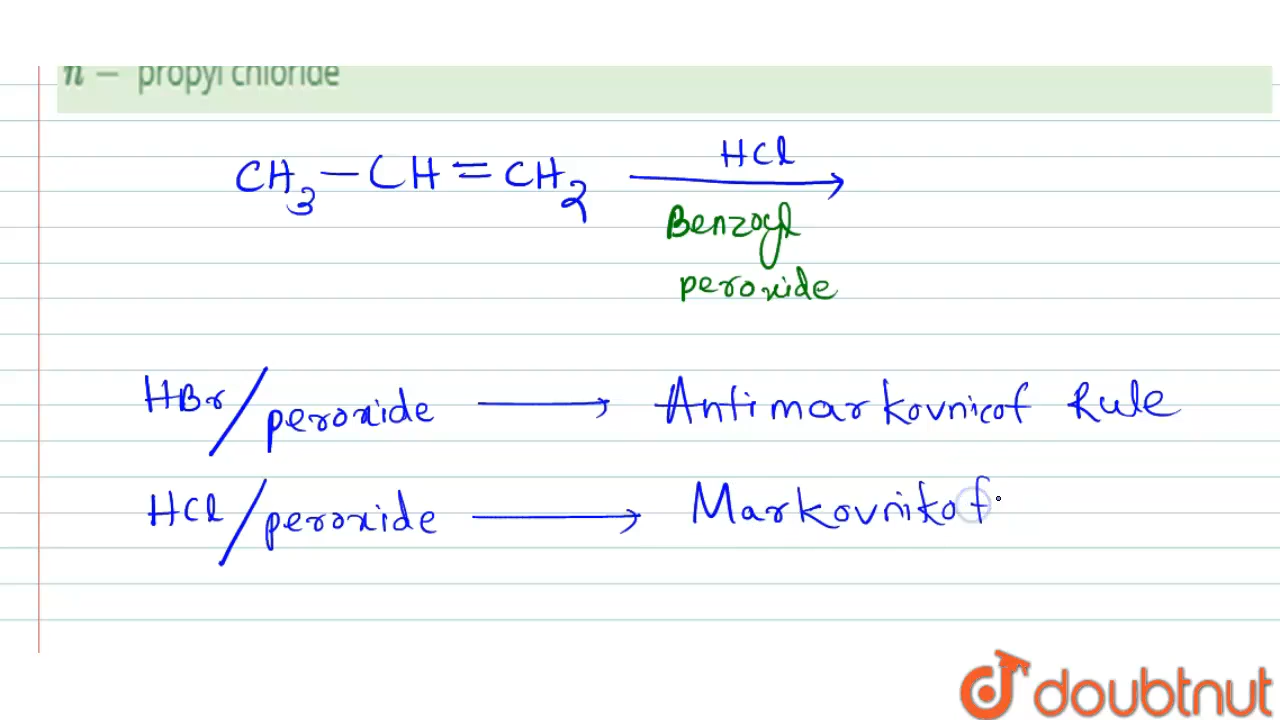 n – propyl chloride
CH3 – CH = CH2
HCl
Benzoyl
peroxide
HBr/peroxide → Antimarkovnicof Rule
HCl/peroxide → Markovnikof
doubtnut